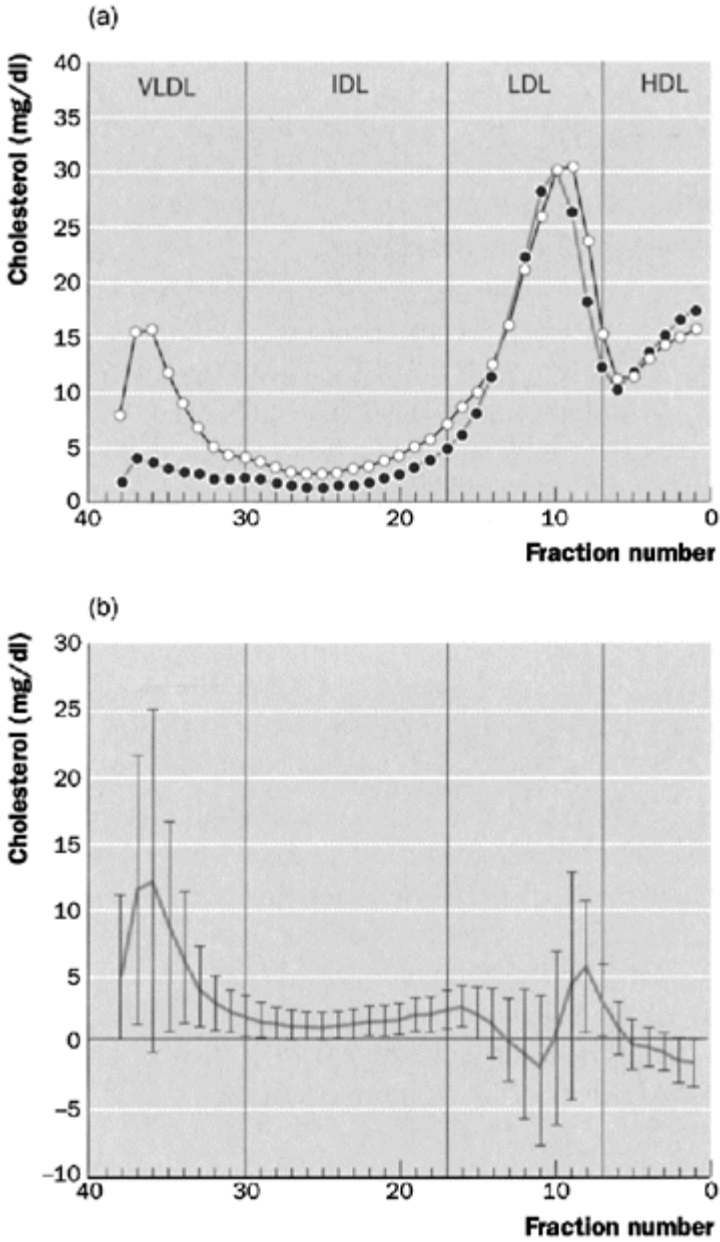 (a)
Cholesterol (mg/dl)
40
35
30
25
20
15
10
5
0
VLDL IDL LDL HDL
40 30 20 10 0
Fraction number
(b)
Cholesterol (mg/dl)
30
25
20
15
10
5
0
−5
−10
40 30 20 10 0
Fraction number